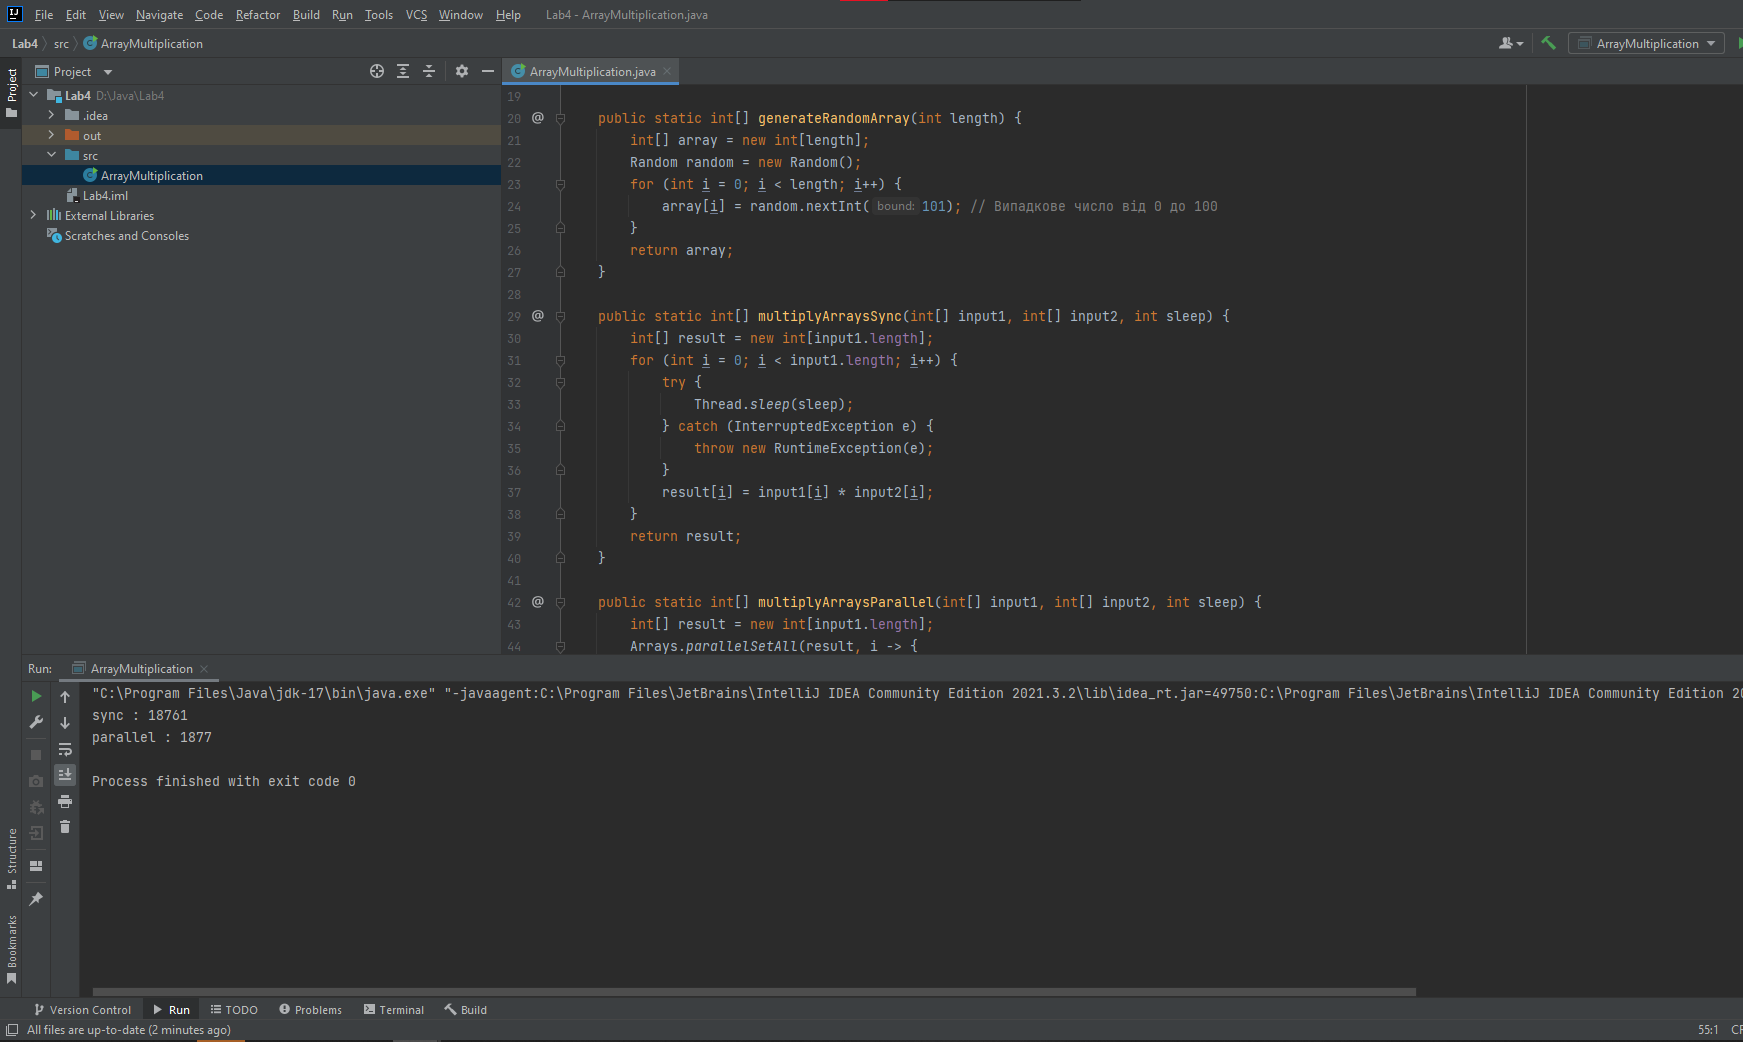 File Edit View Navigate Code Refactor Build Run Tools VCS Window Help Lab4 - ArrayMultiplication.java
Lab4 src ArrayMultiplication ArrayMultiplication
Project Project ArrayMultiplication.java
Lab4 D:\Java\Lab4
.idea
out
src
ArrayMultiplication
Lab4.iml
External Libraries
Scratches and Consoles
19
20 @ public static int[] generateRandomArray(int length) {
21 int[] array = new int[length];
22 Random random = new Random();
23 for (int i = 0; i < length; i++) {
24 array[i] = random.nextInt( bound: 101); // Випадкове число від 0 до 100
25 }
26 return array;
27 }
28
29 @ public static int[] multiplyArraysSync(int[] input1, int[] input2, int sleep) {
30 int[] result = new int[input1.length];
31 for (int i = 0; i < input1.length; i++) {
32 try {
33 Thread.sleep(sleep);
34 } catch (InterruptedException e) {
35 throw new RuntimeException(e);
36 }
37 result[i] = input1[i] * input2[i];
38 }
39 return result;
40 }
41
42 @ public static int[] multiplyArraysParallel(int[] input1, int[] input2, int sleep) {
43 int[] result = new int[input1.length];
44 Arrays.parallelSetAll(result, i -> {
Run: ArrayMultiplication
"C:\Program Files\Java\jdk-17\bin\java.exe" "-javaagent:C:\Program Files\JetBrains\IntelliJ IDEA Community Edition 2021.3.2\lib\idea_rt.jar=49750:C:\Program Files\JetBrains\IntelliJ IDEA Community Edition 20
sync : 18761
parallel : 1877
Process finished with exit code 0
Structure
Bookmarks
Version Control Run TODO Problems Terminal Build
All files are up-to-date (2 minutes ago) 55:1 CR